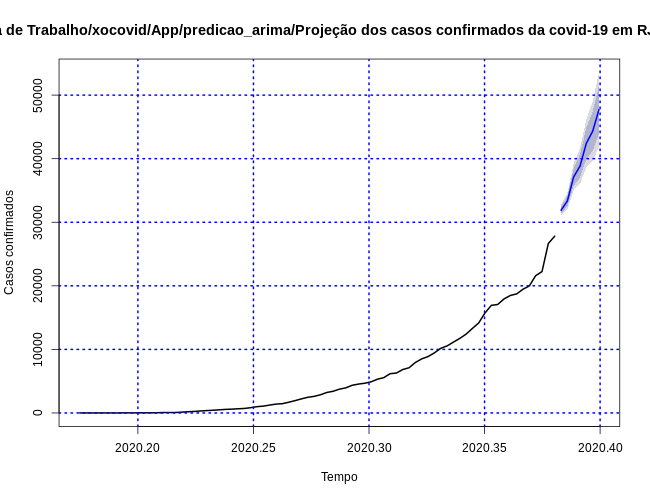 a de Trabalho/xocovid/App/predicao_arima/Projeção dos casos confirmados da covid-19 em RJ
Casos confirmados
50000
40000
30000
20000
10000
0
2020.20 2020.25 2020.30 2020.35 2020.40
Tempo